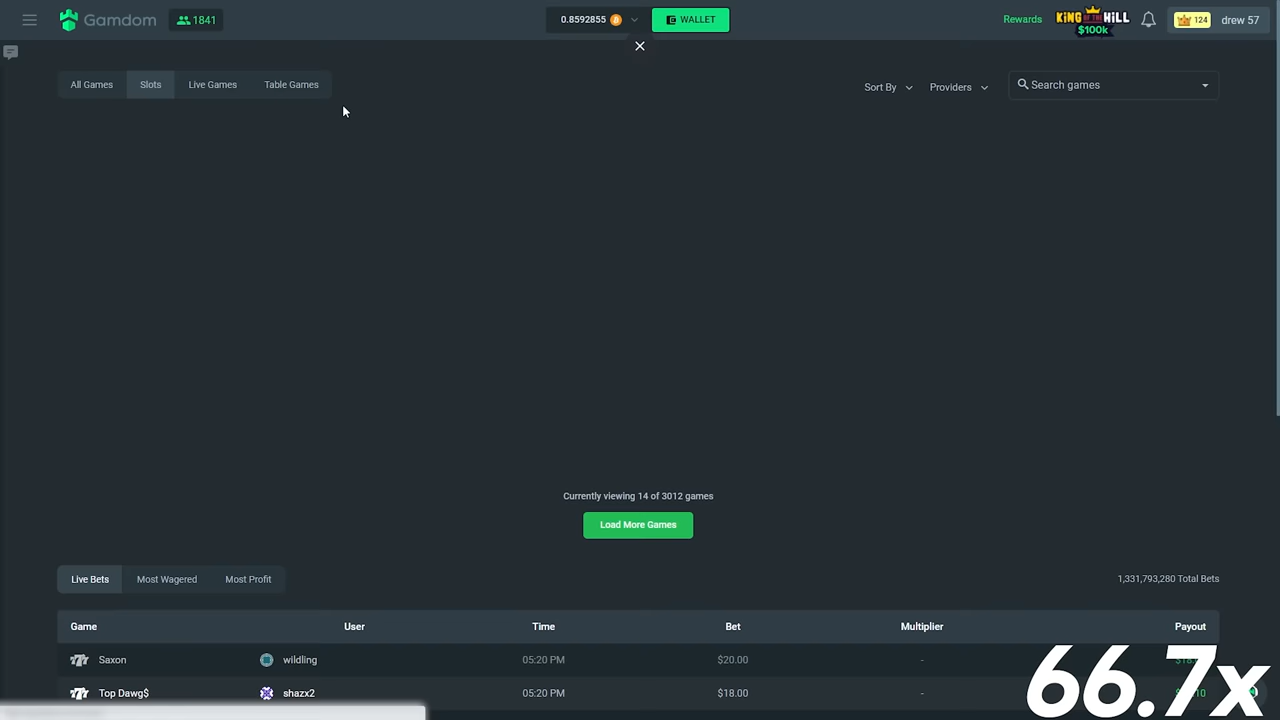 Gamdom 1841 0.8592855 WALLET Rewards KING OF THE HILL $100k 124 drew 57
All Games Slots Live Games Table Games Sort By Providers Search games
Currently viewing 14 of 3012 games
Load More Games
Live Bets Most Wagered Most Profit 1,331,793,280 Total Bets
Game User Time Bet Multiplier Payout
Saxon wildling 05:20 PM $20.00 -
Top Dawg$ shazx2 05:20 PM $18.00 -
66.7x